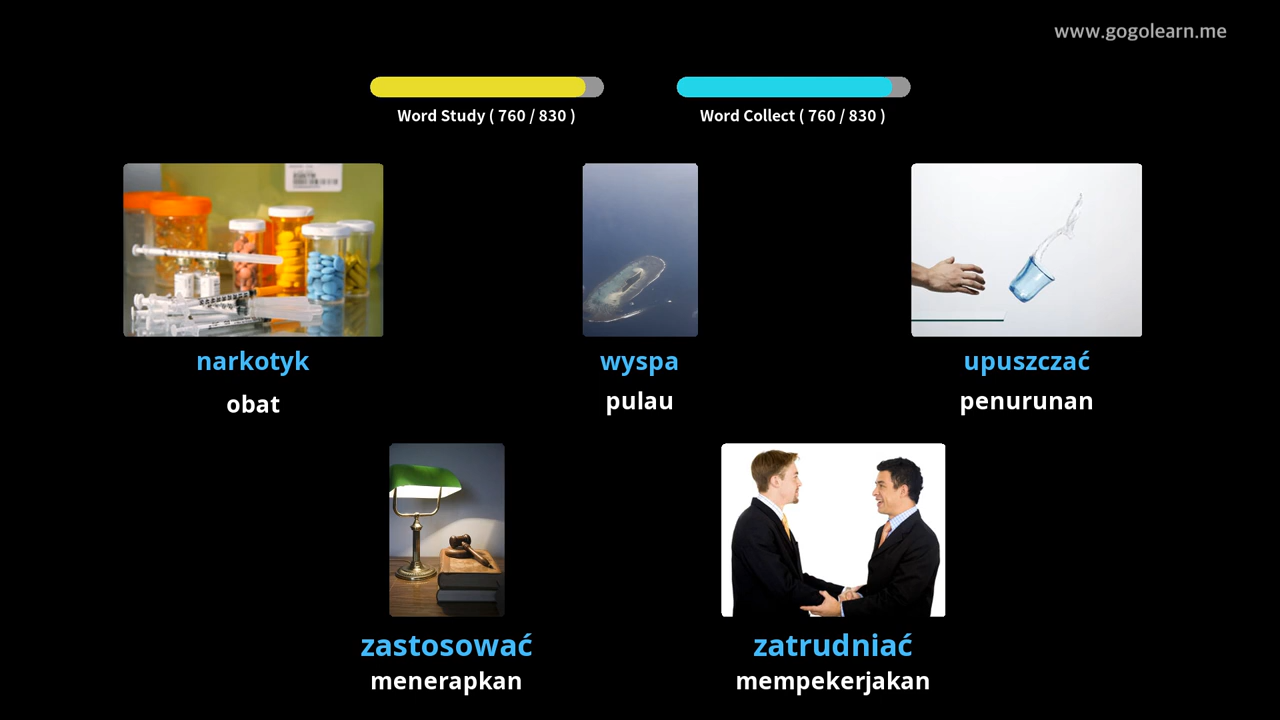 www.gogolearn.me
Word Study ( 760 / 830 )
Word Collect ( 760 / 830 )
narkotyk
obat
wyspa
pulau
upuszczać
penurunan
zastosować
menerapkan
zatrudniać
mempekerjakan